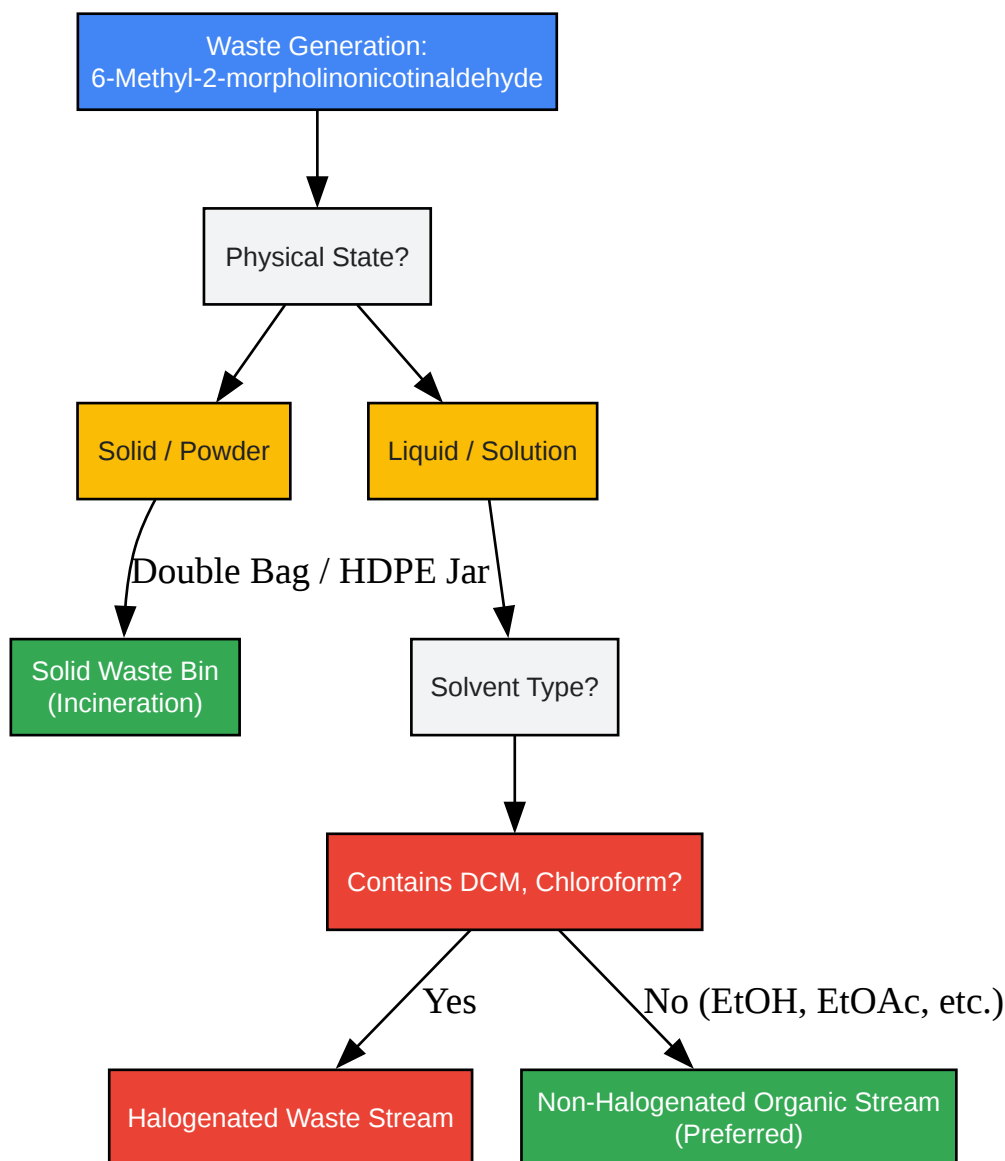 Waste Generation:
6-Methyl-2-morpholinonicotinaldehyde
Physical State?
Solid / Powder
Liquid / Solution
Double Bag / HDPE Jar
Solid Waste Bin
(Incineration)
Solvent Type?
Contains DCM, Chloroform?
Yes
No (EtOH, EtOAc, etc.)
Halogenated Waste Stream
Non-Halogenated Organic Stream
(Preferred)